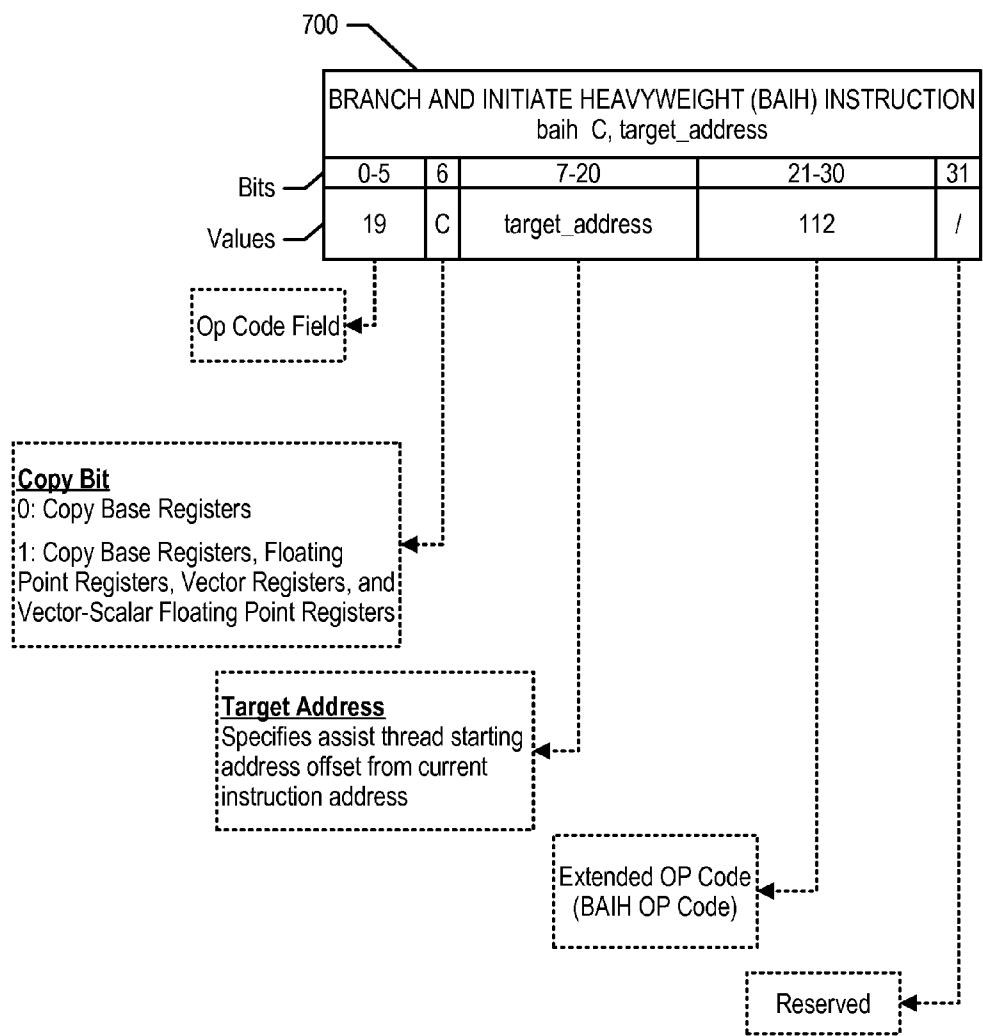 700
BRANCH AND INITIATE HEAVYWEIGHT (BAIH) INSTRUCTION
baih C, target_address
Bits 0-5 6 7-20 21-30 31
Values 19 C target_address 112 /
Op Code Field
Copy Bit
0: Copy Base Registers
1: Copy Base Registers, Floating
Point Registers, Vector Registers, and
Vector-Scalar Floating Point Registers
Target Address
Specifies assist thread starting
address offset from current
instruction address
Extended OP Code
(BAIH OP Code)
Reserved